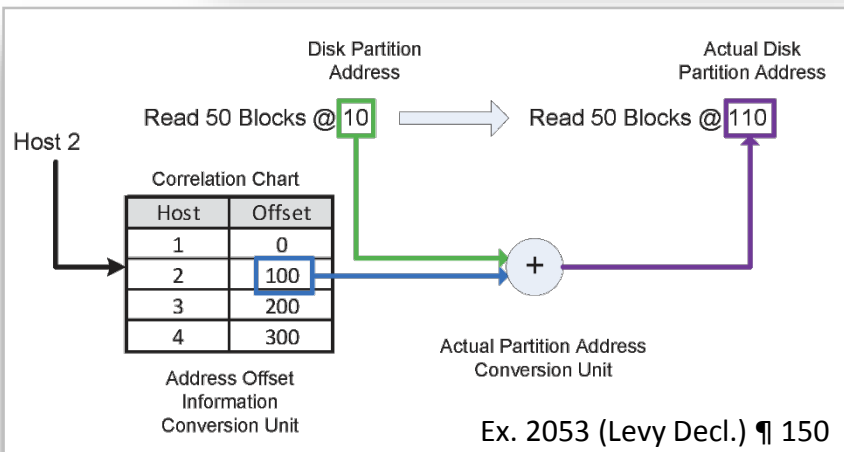 Disk Partition
Address
Actual Disk
Partition Address
Read 50 Blocks @ 10
Read 50 Blocks @ 110
Host 2
Correlation Chart
Host Offset
1 0
2 100
3 200
4 300
Address Offset
Information
Conversion Unit
+
Actual Partition Address
Conversion Unit
Ex. 2053 (Levy Decl.) ¶ 150